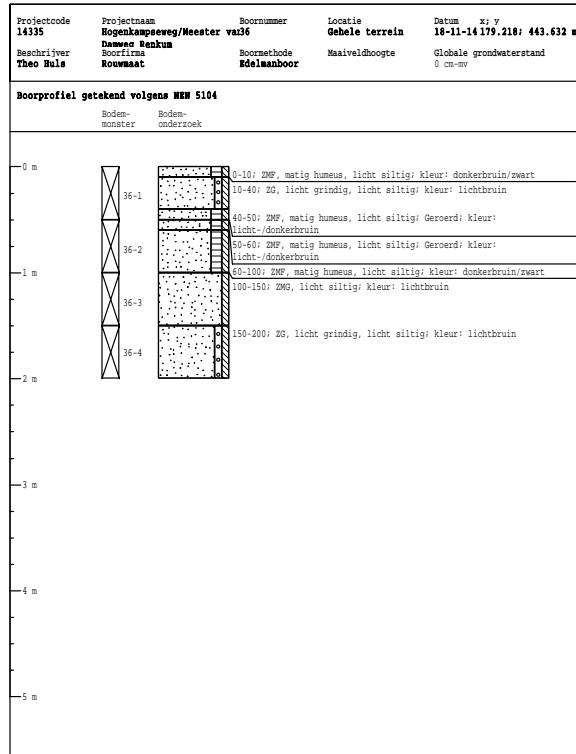 Projectcode Projectnaam Boornummer Locatie Datum x; y
14335 Hogenkampseweg/Meester van 36 Gehele terrein 18-11-14 179.218; 443.632 m
Damweg Renkum
Beschrijver Boorfirma Boormethode Maaiveldhoogte Globale grondwaterstand
Theo Huls Rouwmaat Edelmanboor 0 cm-mv
Boorprofiel getekend volgens NEN 5104
Bodem- Bodem-
monster onderzoek
0 m
0-10; ZMF, matig humeus, licht siltig; kleur: donkerbruin/zwart
10-40; ZG, licht grindig, licht siltig; kleur: lichtbruin
36-1
40-50; ZMF, matig humeus, licht siltig; Geroerd; kleur:
licht-/donkerbruin
50-60; ZMF, matig humeus, licht siltig; Geroerd; kleur:
licht-/donkerbruin
36-2
1 m
60-100; ZMF, matig humeus, licht siltig; kleur: donkerbruin/zwart
100-150; ZMG, licht siltig; kleur: lichtbruin
36-3
150-200; ZG, licht grindig, licht siltig; kleur: lichtbruin
36-4
2 m
3 m
4 m
5 m